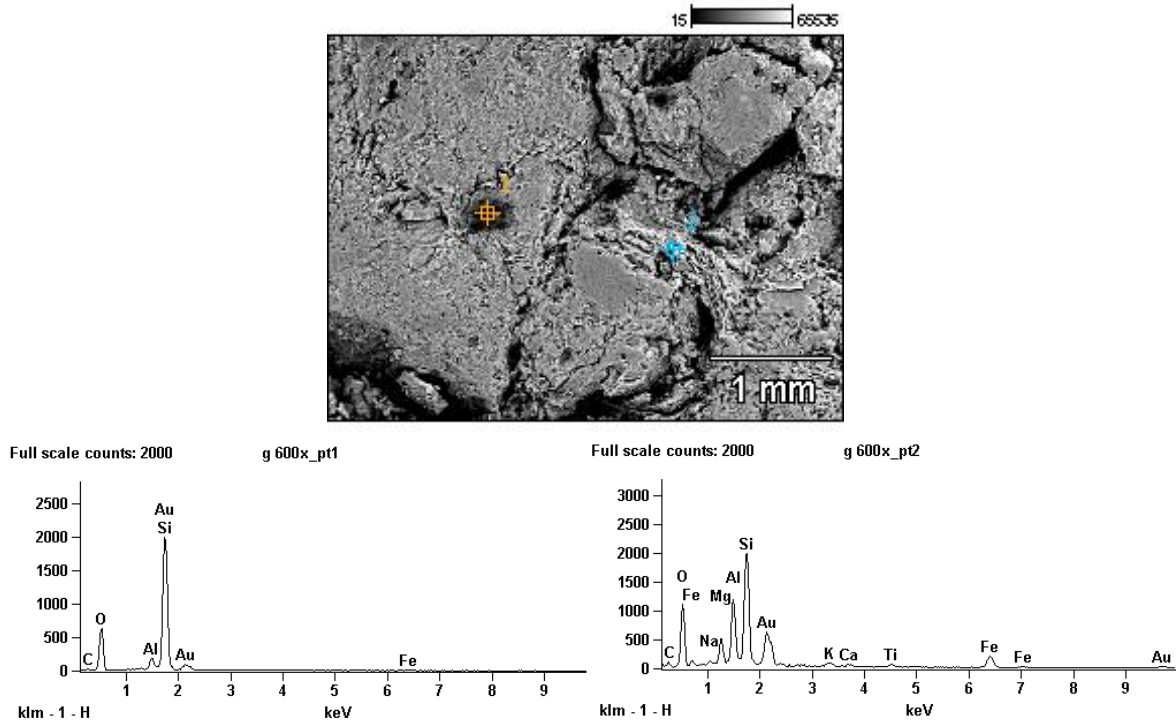 15 65535
1
1 mm
Full scale counts: 2000 g 600x_pt1
2500
2000
1500
1000
500
0
C
O
Al
Au
Si
Au
Fe
1 2 3 4 5 6 7 8 9
klm - 1 - H keV
Full scale counts: 2000 g 600x_pt2
3000
2500
2000
1500
1000
500
0
C
O
Fe
Na
Mg
Al
Si
Au
K
Ca
Ti
Fe
Fe
Au
1 2 3 4 5 6 7 8 9
klm - 1 - H keV